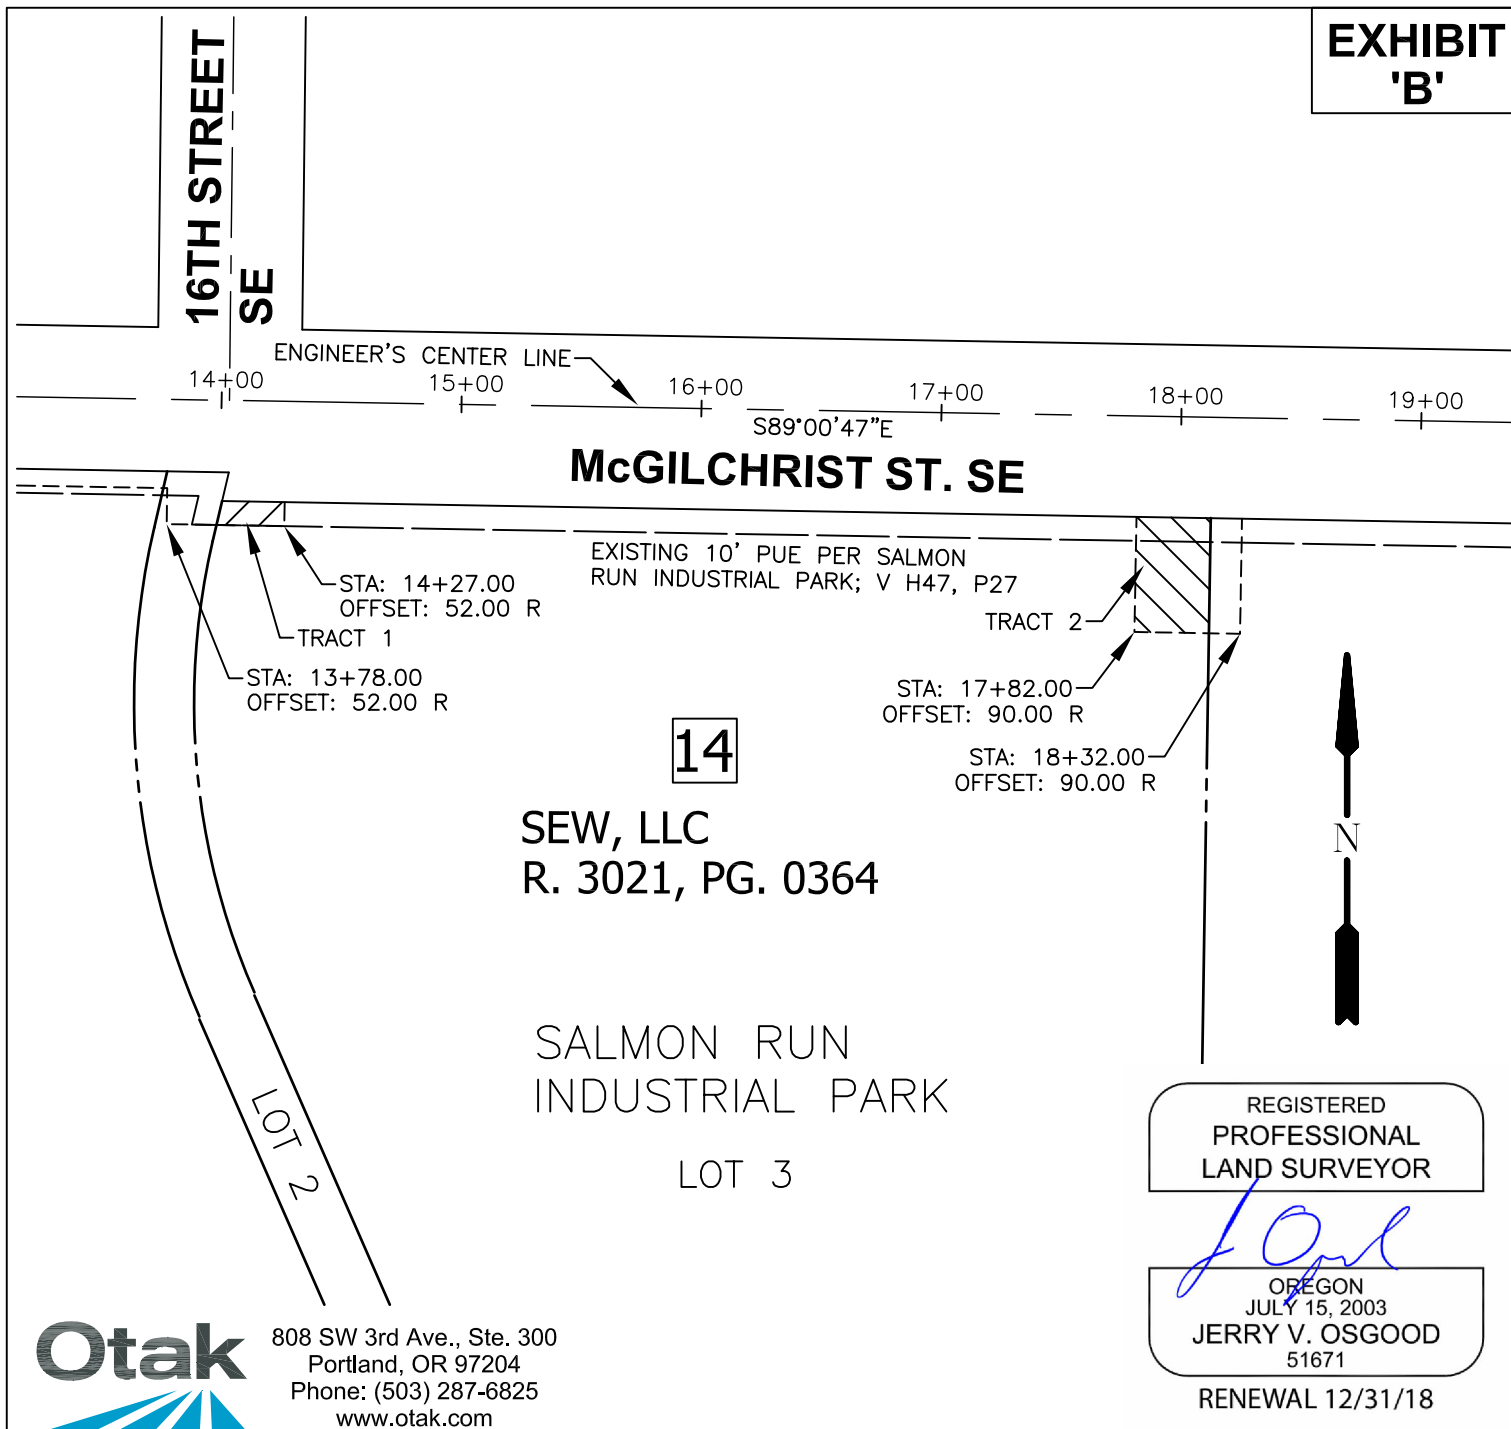 EXHIBIT
'B'
16TH STREET
SE
ENGINEER'S CENTER LINE
14+00
15+00
16+00
17+00
18+00
19+00
S89°00'47"E
McGILCHRIST ST. SE
EXISTING 10' PUE PER SALMON
RUN INDUSTRIAL PARK; V H47, P27
STA: 14+27.00
OFFSET: 52.00 R
TRACT 1
STA: 13+78.00
OFFSET: 52.00 R
TRACT 2
STA: 17+82.00
OFFSET: 90.00 R
STA: 18+32.00
OFFSET: 90.00 R
14
SEW, LLC
R. 3021, PG. 0364
N
SALMON RUN
INDUSTRIAL PARK
LOT 3
LOT 2
REGISTERED
PROFESSIONAL
LAND SURVEYOR
OREGON
JULY 15, 2003
JERRY V. OSGOOD
51671
RENEWAL 12/31/18
Otak
808 SW 3rd Ave., Ste. 300
Portland, OR 97204
Phone: (503) 287-6825
www.otak.com